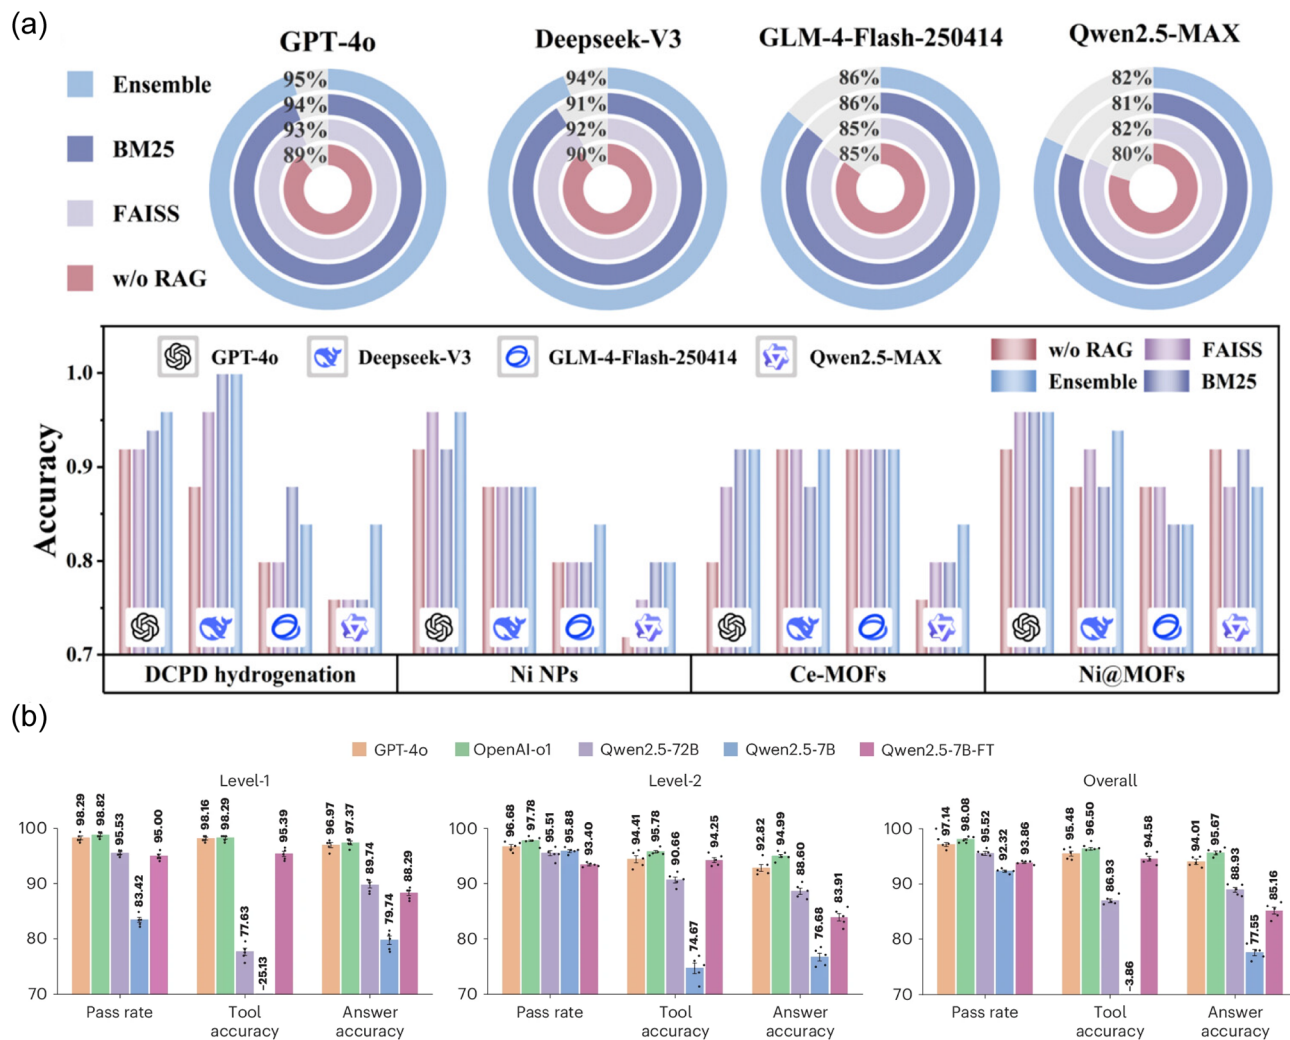 (a)
GPT-4o
Deepseek-V3
GLM-4-Flash-250414
Qwen2.5-MAX
Ensemble
BM25
FAISS
w/o RAG
95%
94%
93%
89%
94%
91%
92%
90%
86%
86%
85%
85%
82%
81%
82%
80%
GPT-4o
Deepseek-V3
GLM-4-Flash-250414
Qwen2.5-MAX
w/o RAG
FAISS
Ensemble
BM25
Accuracy
1.0
0.9
0.8
0.7
DCPD hydrogenation
Ni NPs
Ce-MOFs
Ni@MOFs
(b)
GPT-4o
OpenAI-o1
Qwen2.5-72B
Qwen2.5-7B
Qwen2.5-7B-FT
Level-1
100
90
80
70
98.29
98.82
95.53
83.42
95.00
98.16
98.29
77.63
25.13
95.39
96.97
97.37
89.74
79.74
88.29
Pass rate
Tool
accuracy
Answer
accuracy
Level-2
100
90
80
70
96.68
97.78
95.51
95.88
93.40
94.41
95.78
90.66
74.67
94.25
92.82
94.99
88.60
76.68
83.91
Pass rate
Tool
accuracy
Answer
accuracy
Overall
100
90
80
70
97.14
98.08
95.52
92.32
93.86
95.48
96.50
86.93
3.86
94.58
94.01
95.67
88.93
77.55
85.16
Pass rate
Tool
accuracy
Answer
accuracy